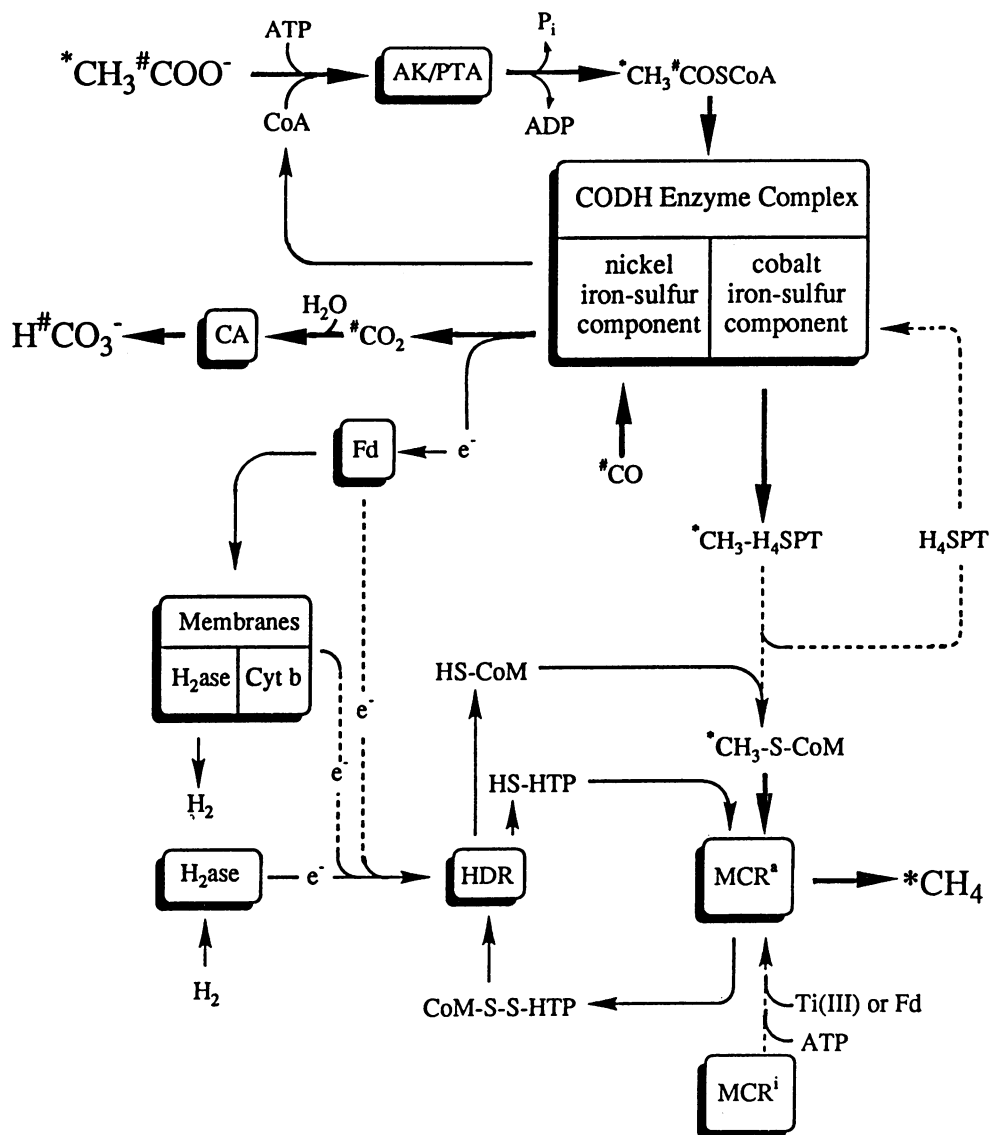 ATP
Pᵢ
*CH₃#COO⁻
AK/PTA
*CH₃#COSCoA
CoA
ADP
CODH Enzyme Complex
nickel
iron-sulfur
component
cobalt
iron-sulfur
component
H#CO₃⁻
CA
H₂O
#CO₂
Fd
e⁻
#CO
*CH₃-H₄SPT
H₄SPT
Membranes
H₂ase
Cyt b
HS-CoM
e⁻
*CH₃-S-CoM
e⁻
H₂
HS-HTP
H₂ase
e⁻
HDR
MCRᵃ
*CH₄
H₂
CoM-S-S-HTP
Ti(III) or Fd
ATP
MCRⁱ